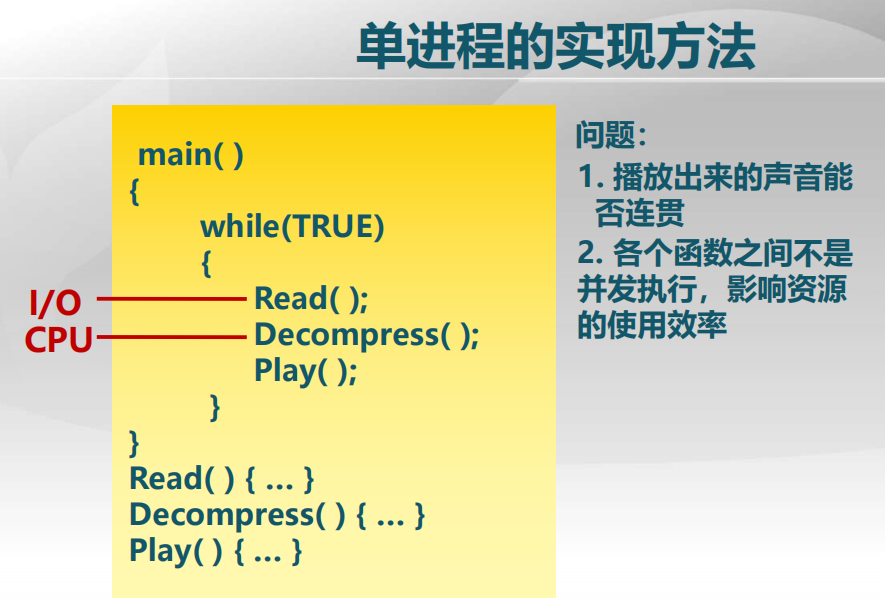 单进程的实现方法
main( )
{
while(TRUE)
{
I/O
Read( );
CPU
Decompress( );
Play( );
}
}
Read( ) { … }
Decompress( ) { … }
Play( ) { … }
问题：
1. 播放出来的声音能
否连贯
2. 各个函数之间不是
并发执行，影响资源
的使用效率